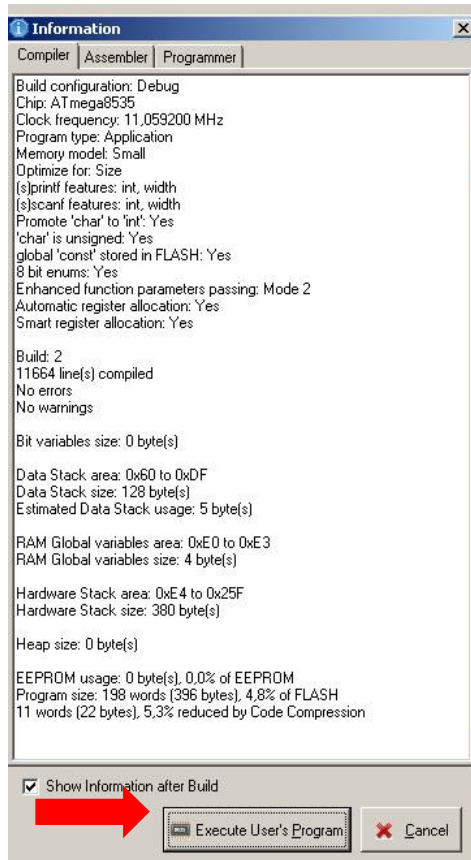 Information
Compiler Assembler Programmer
Build configuration: Debug
Chip: ATmega8535
Clock frequency: 11,059200 MHz
Program type: Application
Memory model: Small
Optimize for: Size
(s)printf features: int, width
(s)scanf features: int, width
Promote 'char' to 'int': Yes
'char' is unsigned: Yes
global 'const' stored in FLASH: Yes
8 bit enums: Yes
Enhanced function parameters passing: Mode 2
Automatic register allocation: Yes
Smart register allocation: Yes
Build: 2
11664 line(s) compiled
No errors
No warnings
Bit variables size: 0 byte(s)
Data Stack area: 0x60 to 0xDF
Data Stack size: 128 byte(s)
Estimated Data Stack usage: 5 byte(s)
RAM Global variables area: 0xE0 to 0xE3
RAM Global variables size: 4 byte(s)
Hardware Stack area: 0xE4 to 0x25F
Hardware Stack size: 380 byte(s)
Heap size: 0 byte(s)
EEPROM usage: 0 byte(s), 0,0% of EEPROM
Program size: 198 words (396 bytes), 4,8% of FLASH
11 words (22 bytes), 5,3% reduced by Code Compression
Show Information after Build
Execute User's Program Cancel